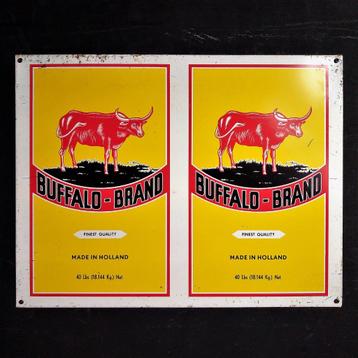 BUFFALO - BRAND
FINEST QUALITY
MADE IN HOLLAND
40 Lbs (18.144 Kg.) Net
BUFFALO - BRAND
FINEST QUALITY
MADE IN HOLLAND
40 Lbs (18.144 Kg.) Net